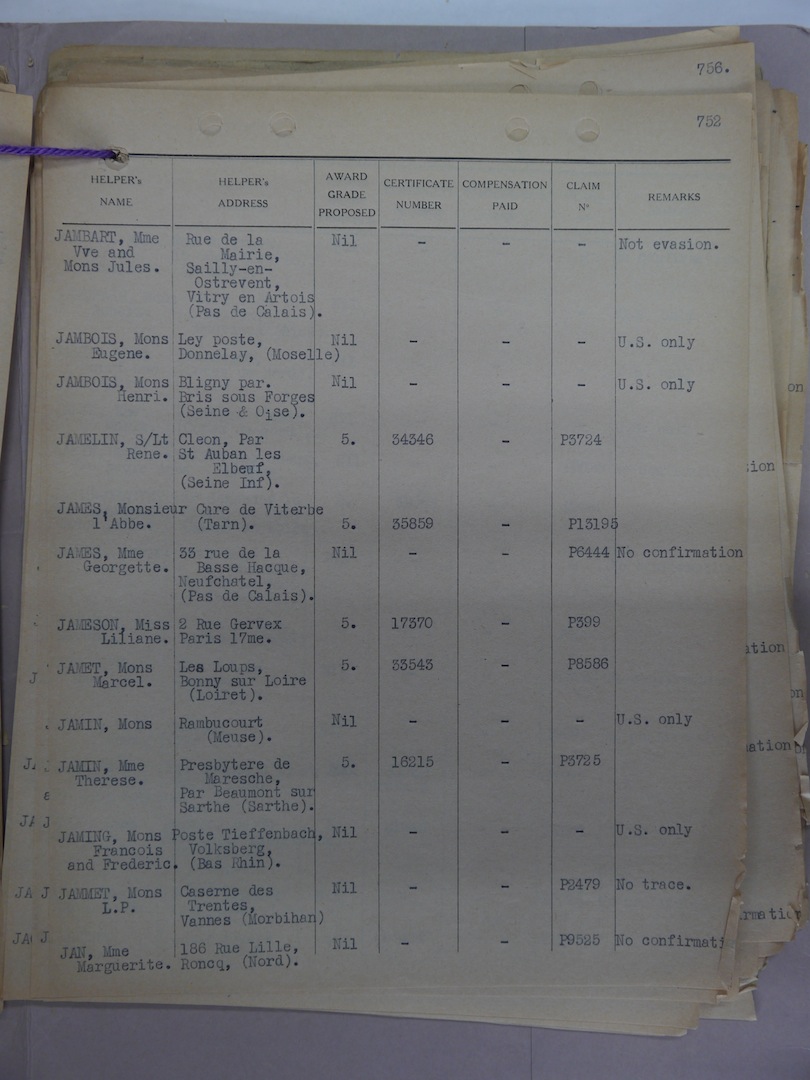 756.
752
HELPER's NAME HELPER's ADDRESS AWARD GRADE PROPOSED CERTIFICATE NUMBER COMPENSATION PAID CLAIM Nº REMARKS
JAMBART, Mme Rue de la Nil - - - Not evasion.
Vve and Mairie,
Mons Jules. Sailly-en-
Ostrevent,
Vitry en Artois
(Pas de Calais).
JAMBOIS, Mons Ley poste, Nil - - - U.S. only
Eugene. Donnelay, (Moselle)
JAMBOIS, Mons Bligny par. Nil - - - U.S. only
Henri. Bris sous Forges
(Seine & Oise).
JAMELIN, S/Lt Cleon, Par 5. 34346 - P3724
Rene. St Auban les
Elbeuf,
(Seine Inf).
JAMES, Monsieur Cure de Viterbe
l'Abbe. (Tarn). 5. 35859 - P13195
JAMES, Mme 33 rue de la Nil - - P6444 No confirmation
Georgette. Basse Hacque,
Neufchatel,
(Pas de Calais).
JAMESON, Miss 2 Rue Gervex 5. 17370 - P399
Liliane. Paris 17me.
JAMET, Mons Les Loups, 5. 33543 - P8586
Marcel. Bonny sur Loire
(Loiret).
JAMIN, Mons Rambucourt Nil - - - U.S. only
(Meuse).
JAMIN, Mme Presbytere de 5. 16215 - P3725
Therese. Maresche,
Par Beaumont sur
Sarthe (Sarthe).
JAMING, Mons Poste Tieffenbach, Nil - - - U.S. only
Francois Volksberg,
and Frederic. (Bas Rhin).
JAMMET, Mons Caserne des Nil - - P2479 No trace.
L.P. Trentes,
Vannes (Morbihan)
JAN, Mme 186 Rue Lille, Nil - - P9525 No confirmati
Marguerite. Roncq, (Nord).